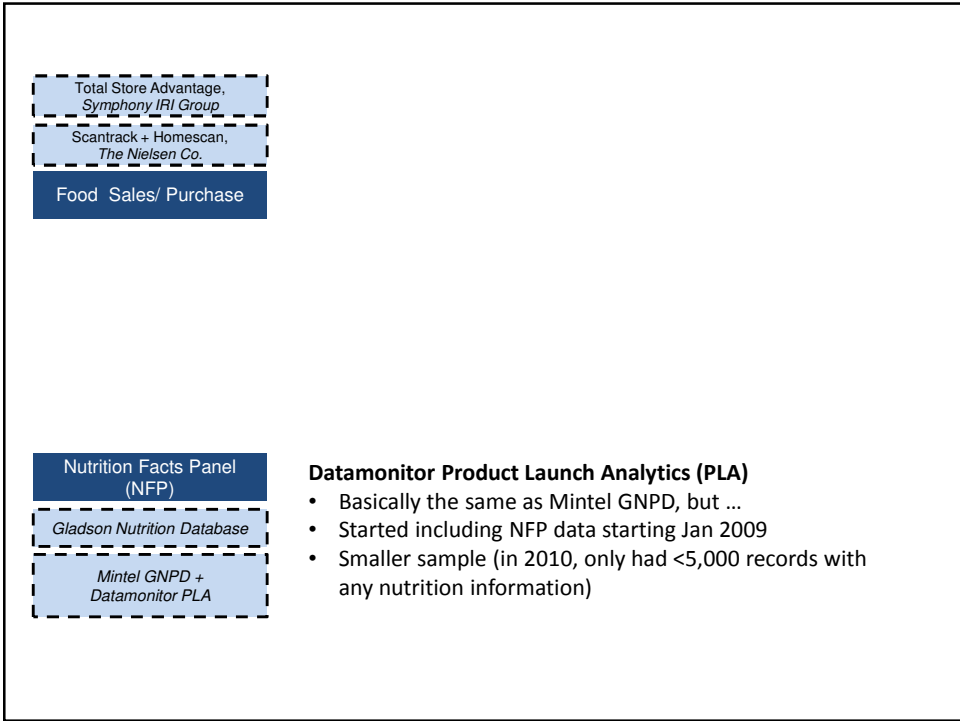 Total Store Advantage,
Symphony IRI Group
Scantrack + Homescan,
The Nielsen Co.
Food Sales/ Purchase
Nutrition Facts Panel
(NFP)
Gladson Nutrition Database
Mintel GNPD +
Datamonitor PLA
Datamonitor Product Launch Analytics (PLA)
• Basically the same as Mintel GNPD, but …
• Started including NFP data starting Jan 2009
• Smaller sample (in 2010, only had <5,000 records with
any nutrition information)